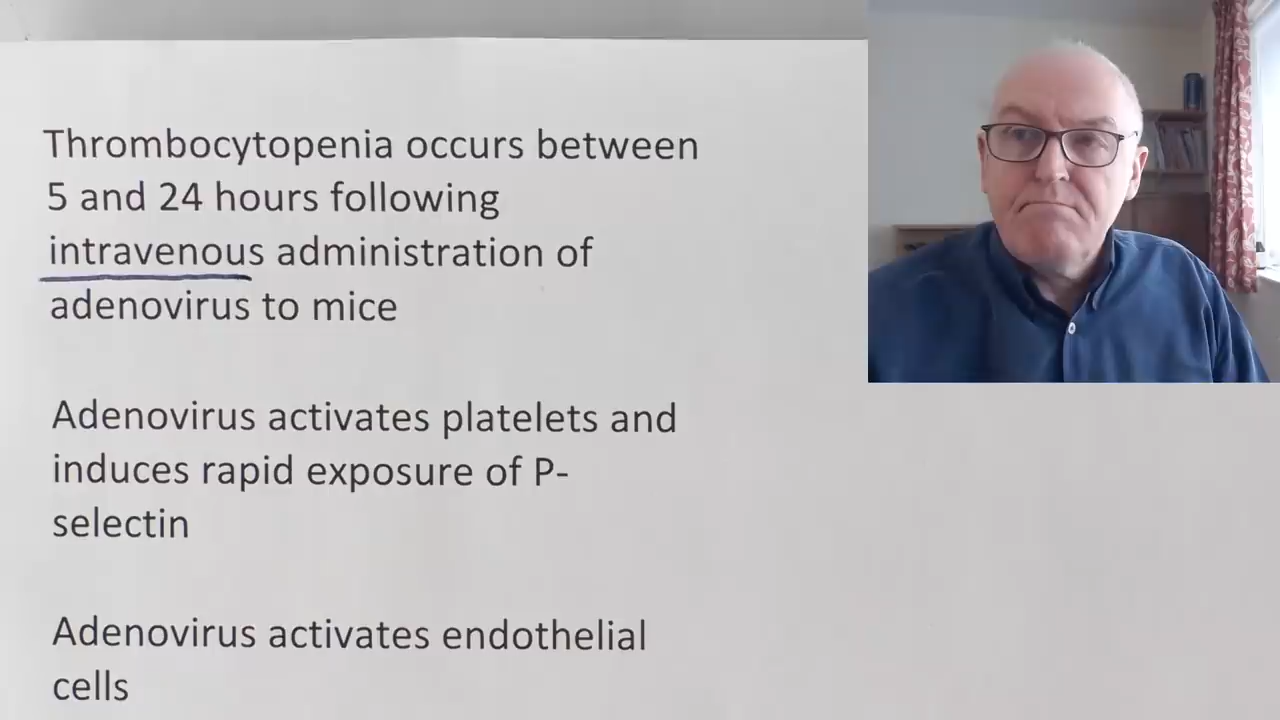 Thrombocytopenia occurs between
5 and 24 hours following
intravenous administration of
adenovirus to mice
Adenovirus activates platelets and
induces rapid exposure of P-
selectin
Adenovirus activates endothelial
cells